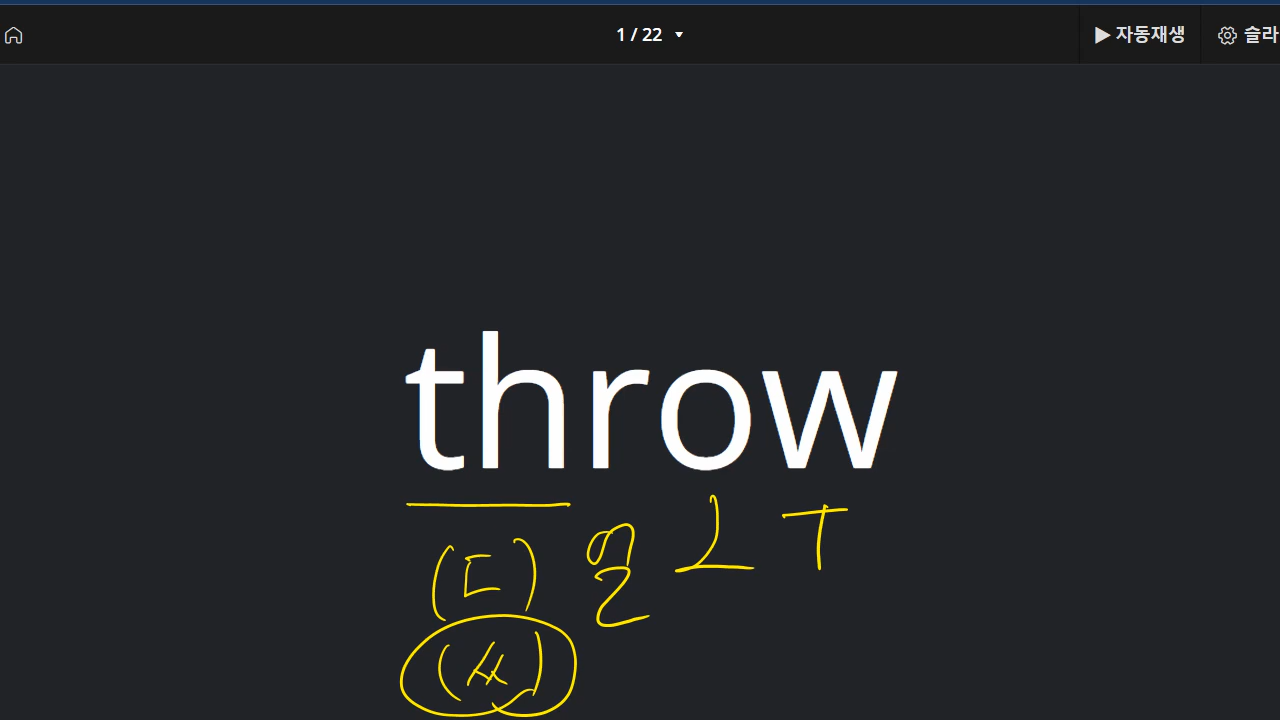 1 / 22 ▼ ▶ 자동재생 슬라
throw
(ㄷ) ㅗ ㅜ
(ㅆ)